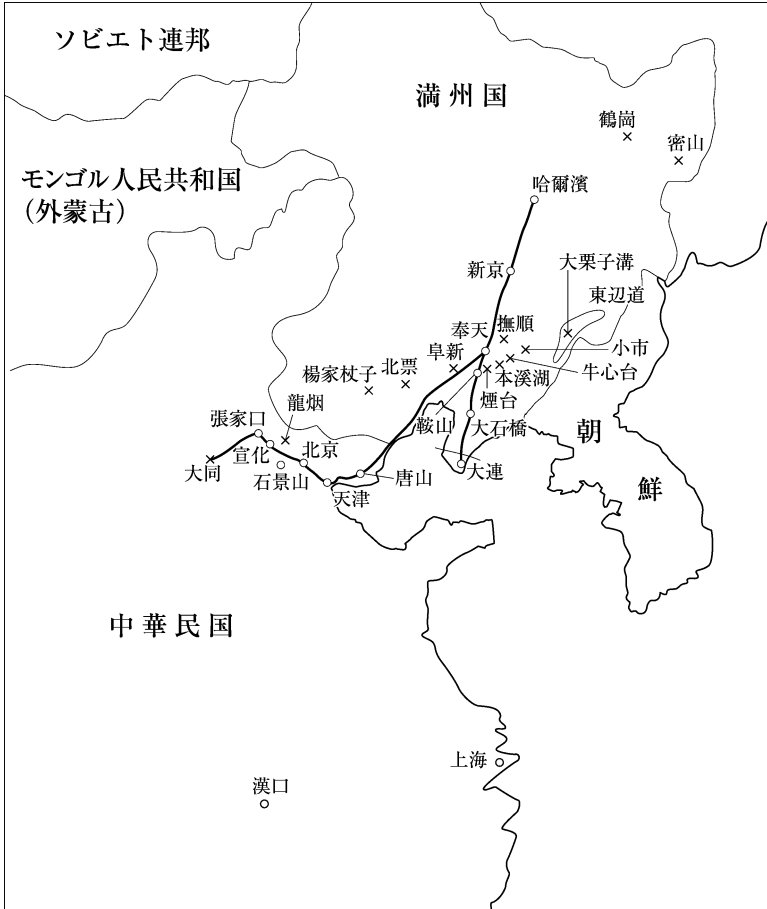 ソビエト連邦
満州国
鶴崗
密山
モンゴル人民共和国
（外蒙古）
哈爾濱
新京
大栗子溝
東辺道
奉天
撫順
小市
阜新
牛心台
本溪湖
北票
楊家杖子
煙台
龍烟
鞍山
大石橋
張家口
朝
宣化
北京
大同
石景山
唐山
大連
鮮
天津
中華民国
上海
漢口